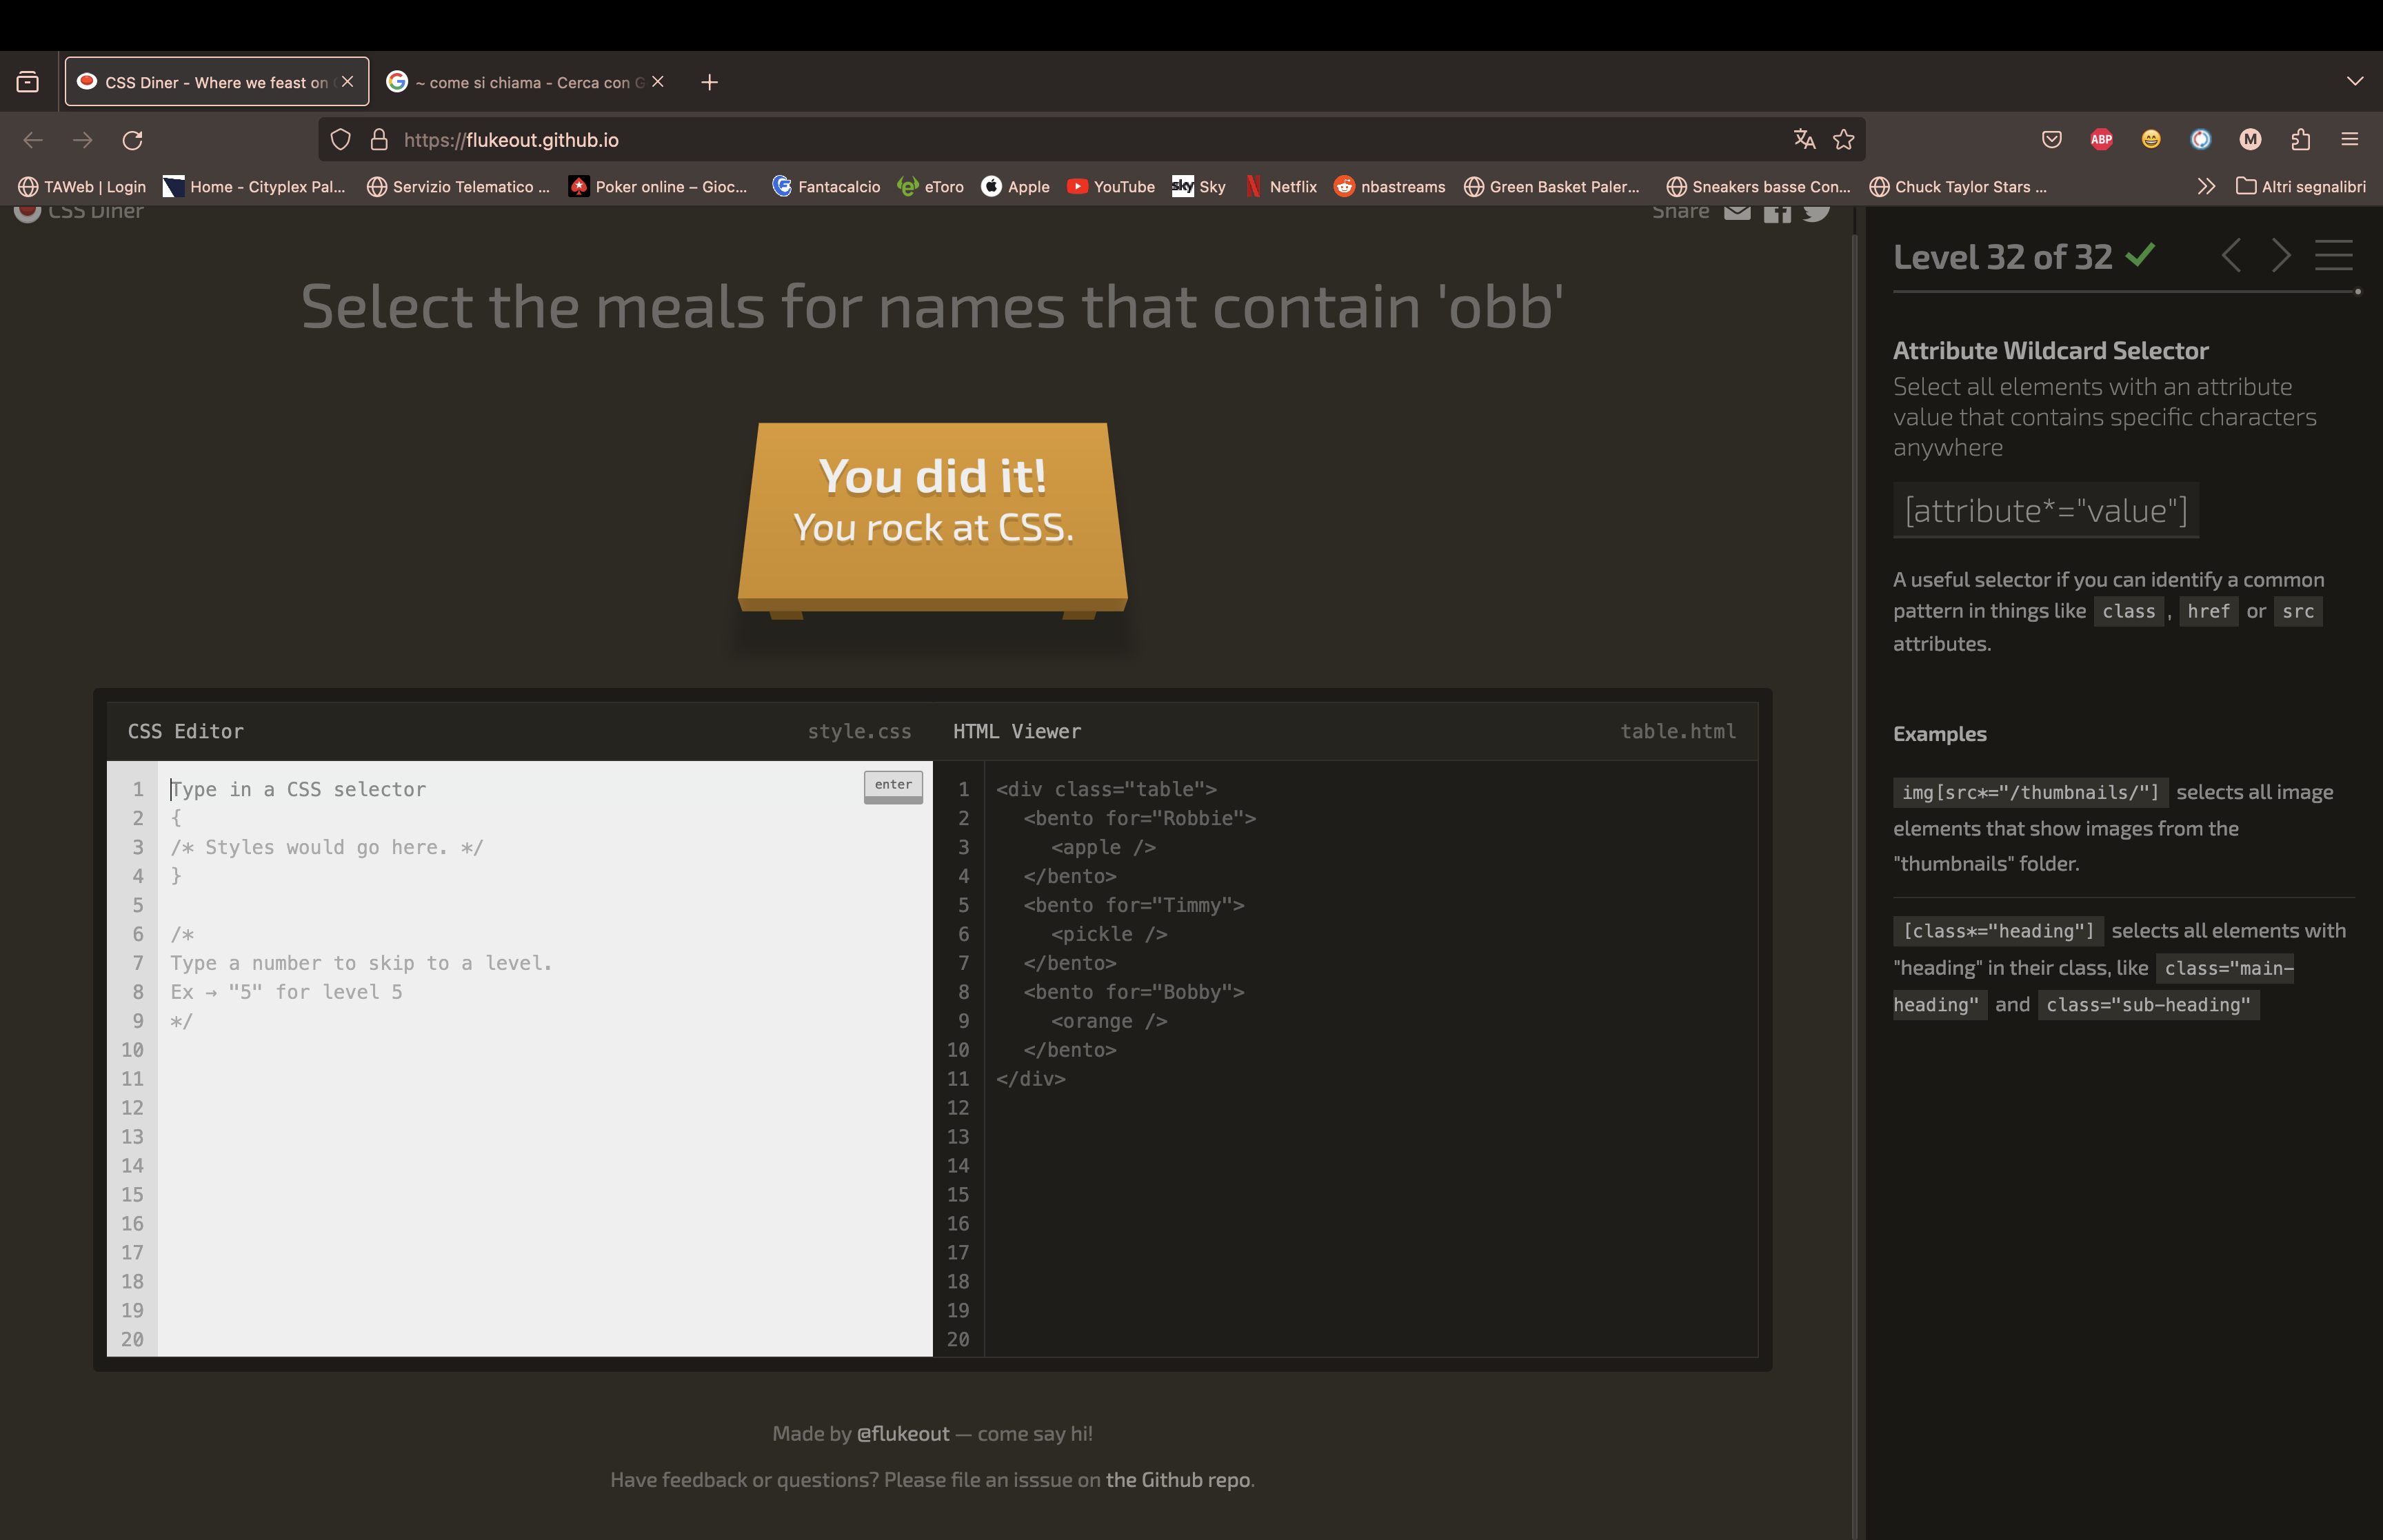 CSS Diner - Where we feast on
~ come si chiama - Cerca con G
https://flukeout.github.io
ABP
M
TAWeb | Login
Home - Cityplex Pal...
Servizio Telematico ...
Poker online – Gioc...
Fantacalcio
eToro
Apple
YouTube
sky
Sky
Netflix
nbastreams
Green Basket Paler...
Sneakers basse Con...
Chuck Taylor Stars ...
Altri segnalibri
CSS Diner
Share
Select the meals for names that contain 'obb'
You did it!
You rock at CSS.
CSS Editor
style.css
1 Type in a CSS selector
enter
2 {
3 /* Styles would go here. */
4 }
5
6 /*
7 Type a number to skip to a level.
8 Ex → "5" for level 5
9 */
10
11
12
13
14
15
16
17
18
19
20
HTML Viewer
table.html
1 <div class="table">
2 <bento for="Robbie">
3 <apple />
4 </bento>
5 <bento for="Timmy">
6 <pickle />
7 </bento>
8 <bento for="Bobby">
9 <orange />
10 </bento>
11 </div>
12
13
14
15
16
17
18
19
20
Made by @flukeout — come say hi!
Have feedback or questions? Please file an isssue on the Github repo.
Level 32 of 32
Attribute Wildcard Selector
Select all elements with an attribute
value that contains specific characters
anywhere
[attribute*="value"]
A useful selector if you can identify a common
pattern in things like class , href or src
attributes.
Examples
img[src*="/thumbnails/"] selects all image
elements that show images from the
"thumbnails" folder.
[class*="heading"] selects all elements with
"heading" in their class, like class="main-
heading" and class="sub-heading"